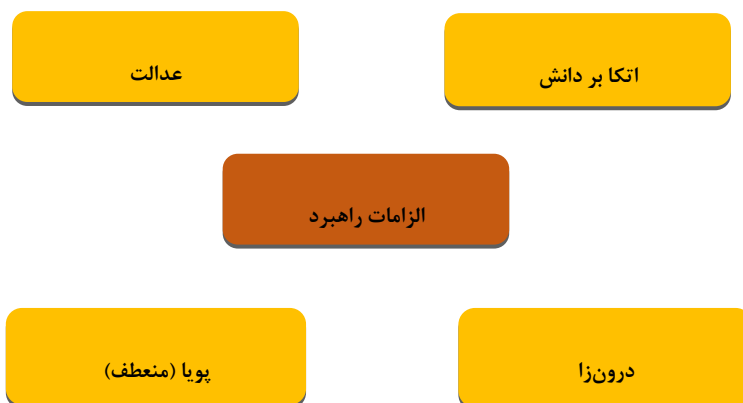 اتکا بر دانش
عدالت
الزامات راهبرد
درون‌زا
پویا (منعطف)